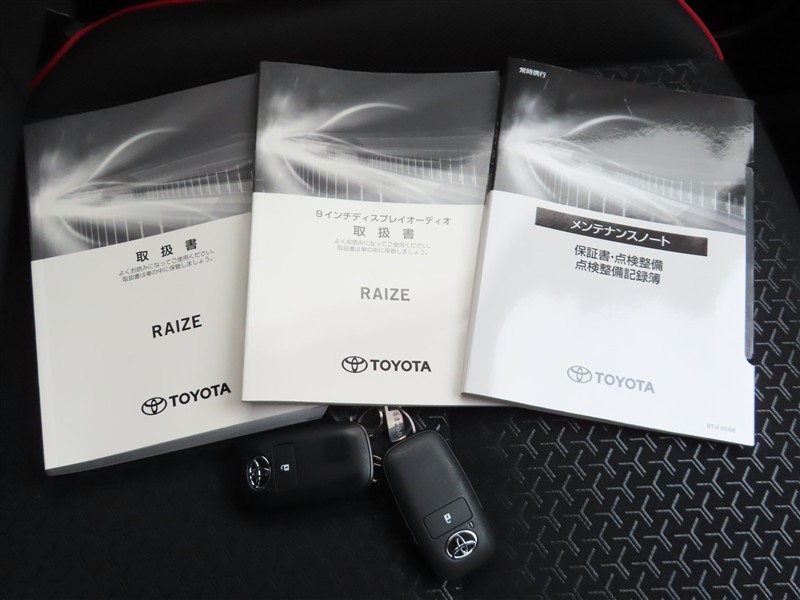 取扱書
よくお読みになってご使用ください。
取扱書は車の中に保管しましょう。
RAIZE
TOYOTA
9インチディスプレイオーディオ
取扱書
よくお読みになってご使用ください。
取扱書は車の中に保管しましょう。
RAIZE
TOYOTA
常時携行
メンテナンスノート
保証書・点検整備
点検整備記録簿
TOYOTA